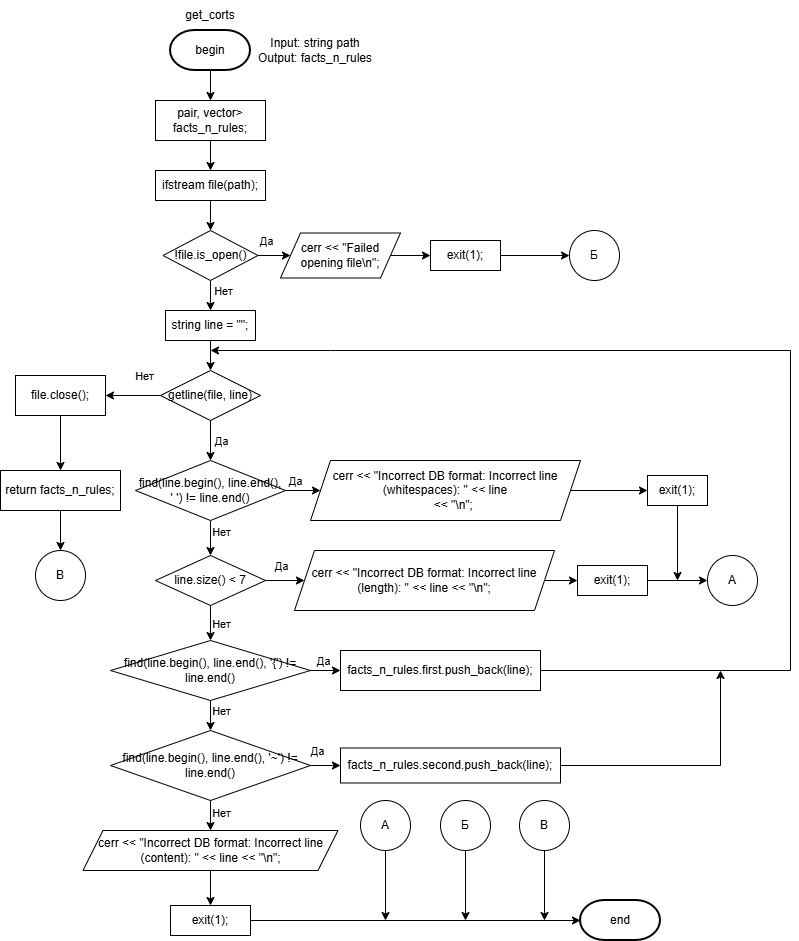 get_corts
begin
Input: string path
Output: facts_n_rules
pair, vector>
facts_n_rules;
ifstream file(path);
!file.is_open()
Да
cerr << "Failed
opening file\n";
exit(1);
Б
Нет
string line = "";
getline(file, line)
Нет
file.close();
Да
return facts_n_rules;
В
find(line.begin(), line.end(),
' ') != line.end()
Да
cerr << "Incorrect DB format: Incorrect line
(whitespaces): " << line
<< "\n";
exit(1);
Нет
line.size() < 7
Да
cerr << "Incorrect DB format: Incorrect line
(length): " << line << "\n";
exit(1);
А
Нет
find(line.begin(), line.end(), '{') !=
line.end()
Да
facts_n_rules.first.push_back(line);
Нет
find(line.begin(), line.end(), '~') !=
line.end()
Да
facts_n_rules.second.push_back(line);
Нет
cerr << "Incorrect DB format: Incorrect line
(content): " << line << "\n";
А
Б
В
exit(1);
end